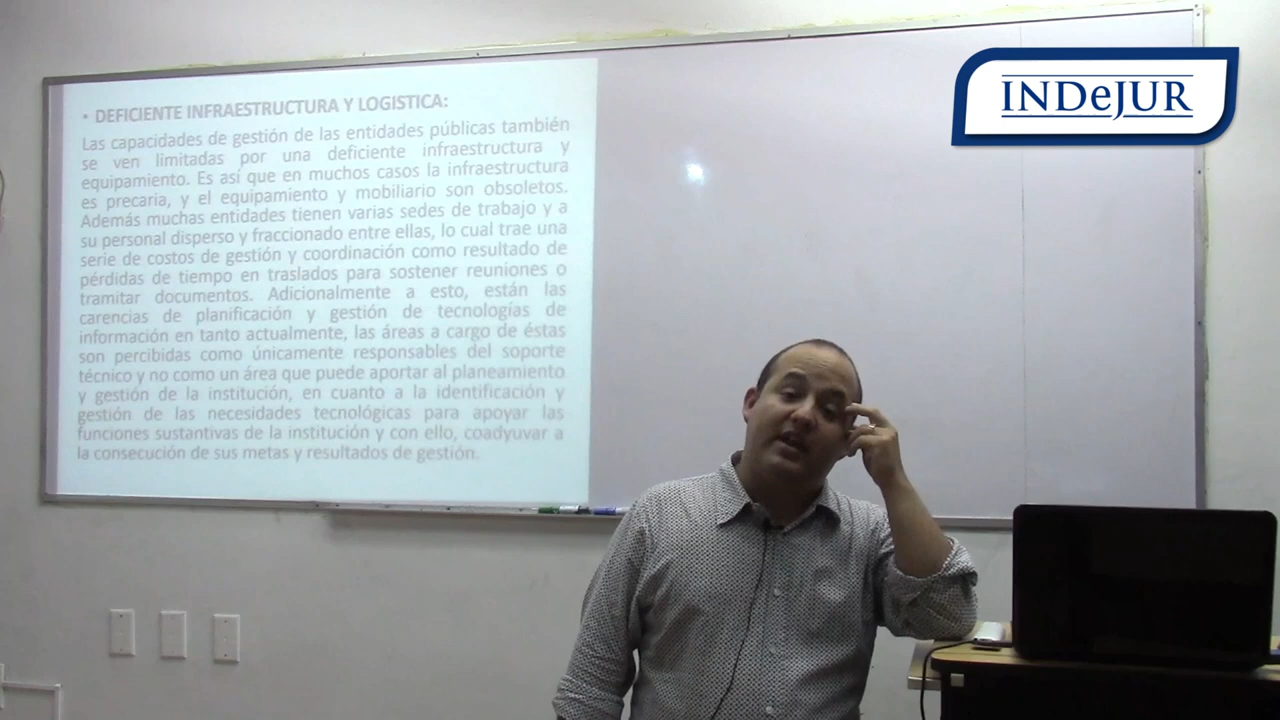 • DEFICIENTE INFRAESTRUCTURA Y LOGISTICA:
Las capacidades de gestión de las entidades públicas también
se ven limitadas por una deficiente infraestructura y
equipamiento. Es así que en muchos casos la infraestructura
es precaria, y el equipamiento y mobiliario son obsoletos.
Además muchas entidades tienen varias sedes de trabajo y a
su personal disperso y fraccionado entre ellas, lo cual trae una
serie de costos de gestión y coordinación como resultado de
pérdidas de tiempo en traslados para sostener reuniones o
tramitar documentos. Adicionalmente a esto, están las
carencias de planificación y gestión de tecnologías de
información en tanto actualmente, las áreas a cargo de éstas
son percibidas como únicamente responsables del soporte
técnico y no como un área que puede aportar al planeamiento
y gestión de la institución, en cuanto a la identificación y
gestión de las necesidades tecnológicas para apoyar las
funciones sustantivas de la institución y con ello, coadyuvar a
la consecución de sus metas y resultados de gestión.
INDeJUR